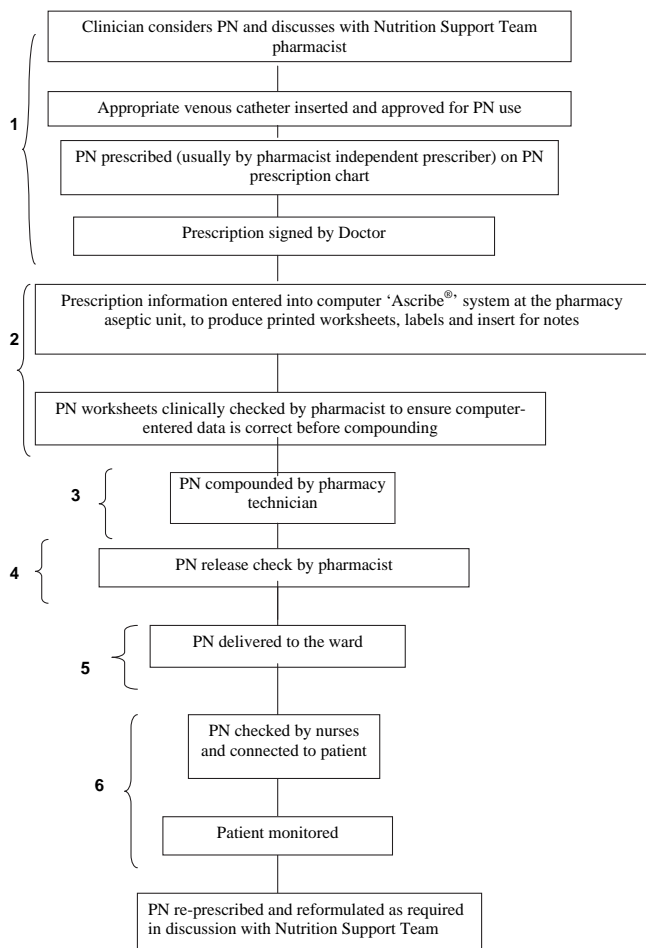 Clinician considers PN and discusses with Nutrition Support Team
pharmacist
1
Appropriate venous catheter inserted and approved for PN use
PN prescribed (usually by pharmacist independent prescriber) on PN
prescription chart
Prescription signed by Doctor
2
Prescription information entered into computer ‘Ascribe®’ system at the pharmacy
aseptic unit, to produce printed worksheets, labels and insert for notes
PN worksheets clinically checked by pharmacist to ensure computer-
entered data is correct before compounding
3
PN compounded by pharmacy
technician
4
PN release check by pharmacist
5
PN delivered to the ward
6
PN checked by nurses
and connected to patient
Patient monitored
PN re-prescribed and reformulated as required
in discussion with Nutrition Support Team